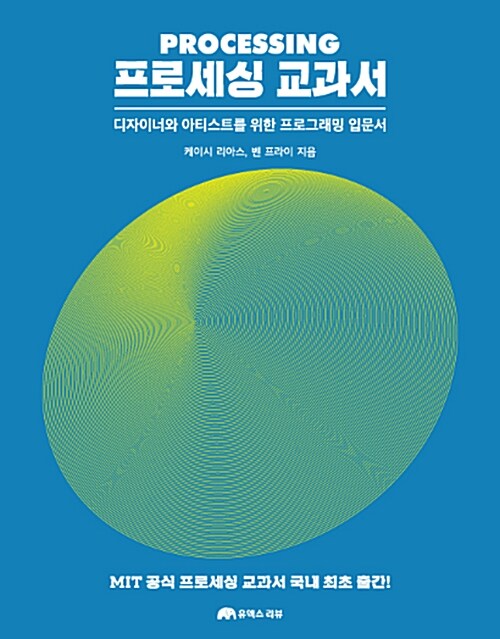 PROCESSING
프로세싱 교과서
디자이너와 아티스트를 위한 프로그래밍 입문서
케이시 리아스, 벤 프라이 지음
MIT 공식 프로세싱 교과서 국내 최초 출간!
유엑스 리뷰